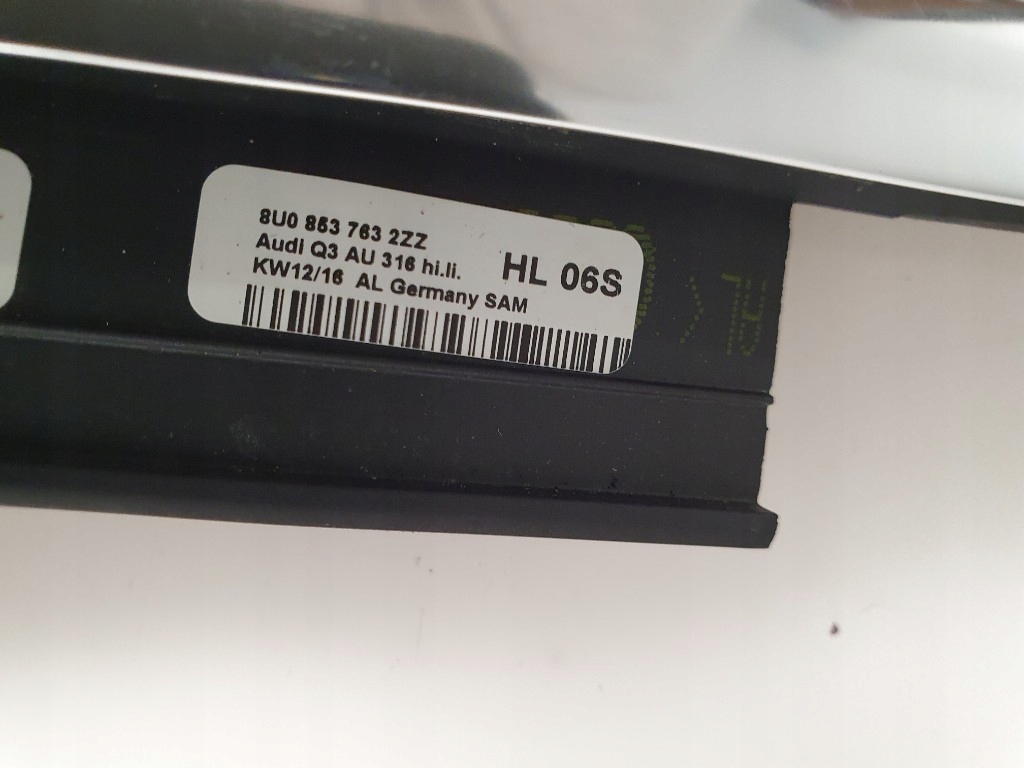 8U0 853 763 2ZZ
Audi Q3 AU 316 hi.li.
HL 06S
KW12/16 AL Germany SAM